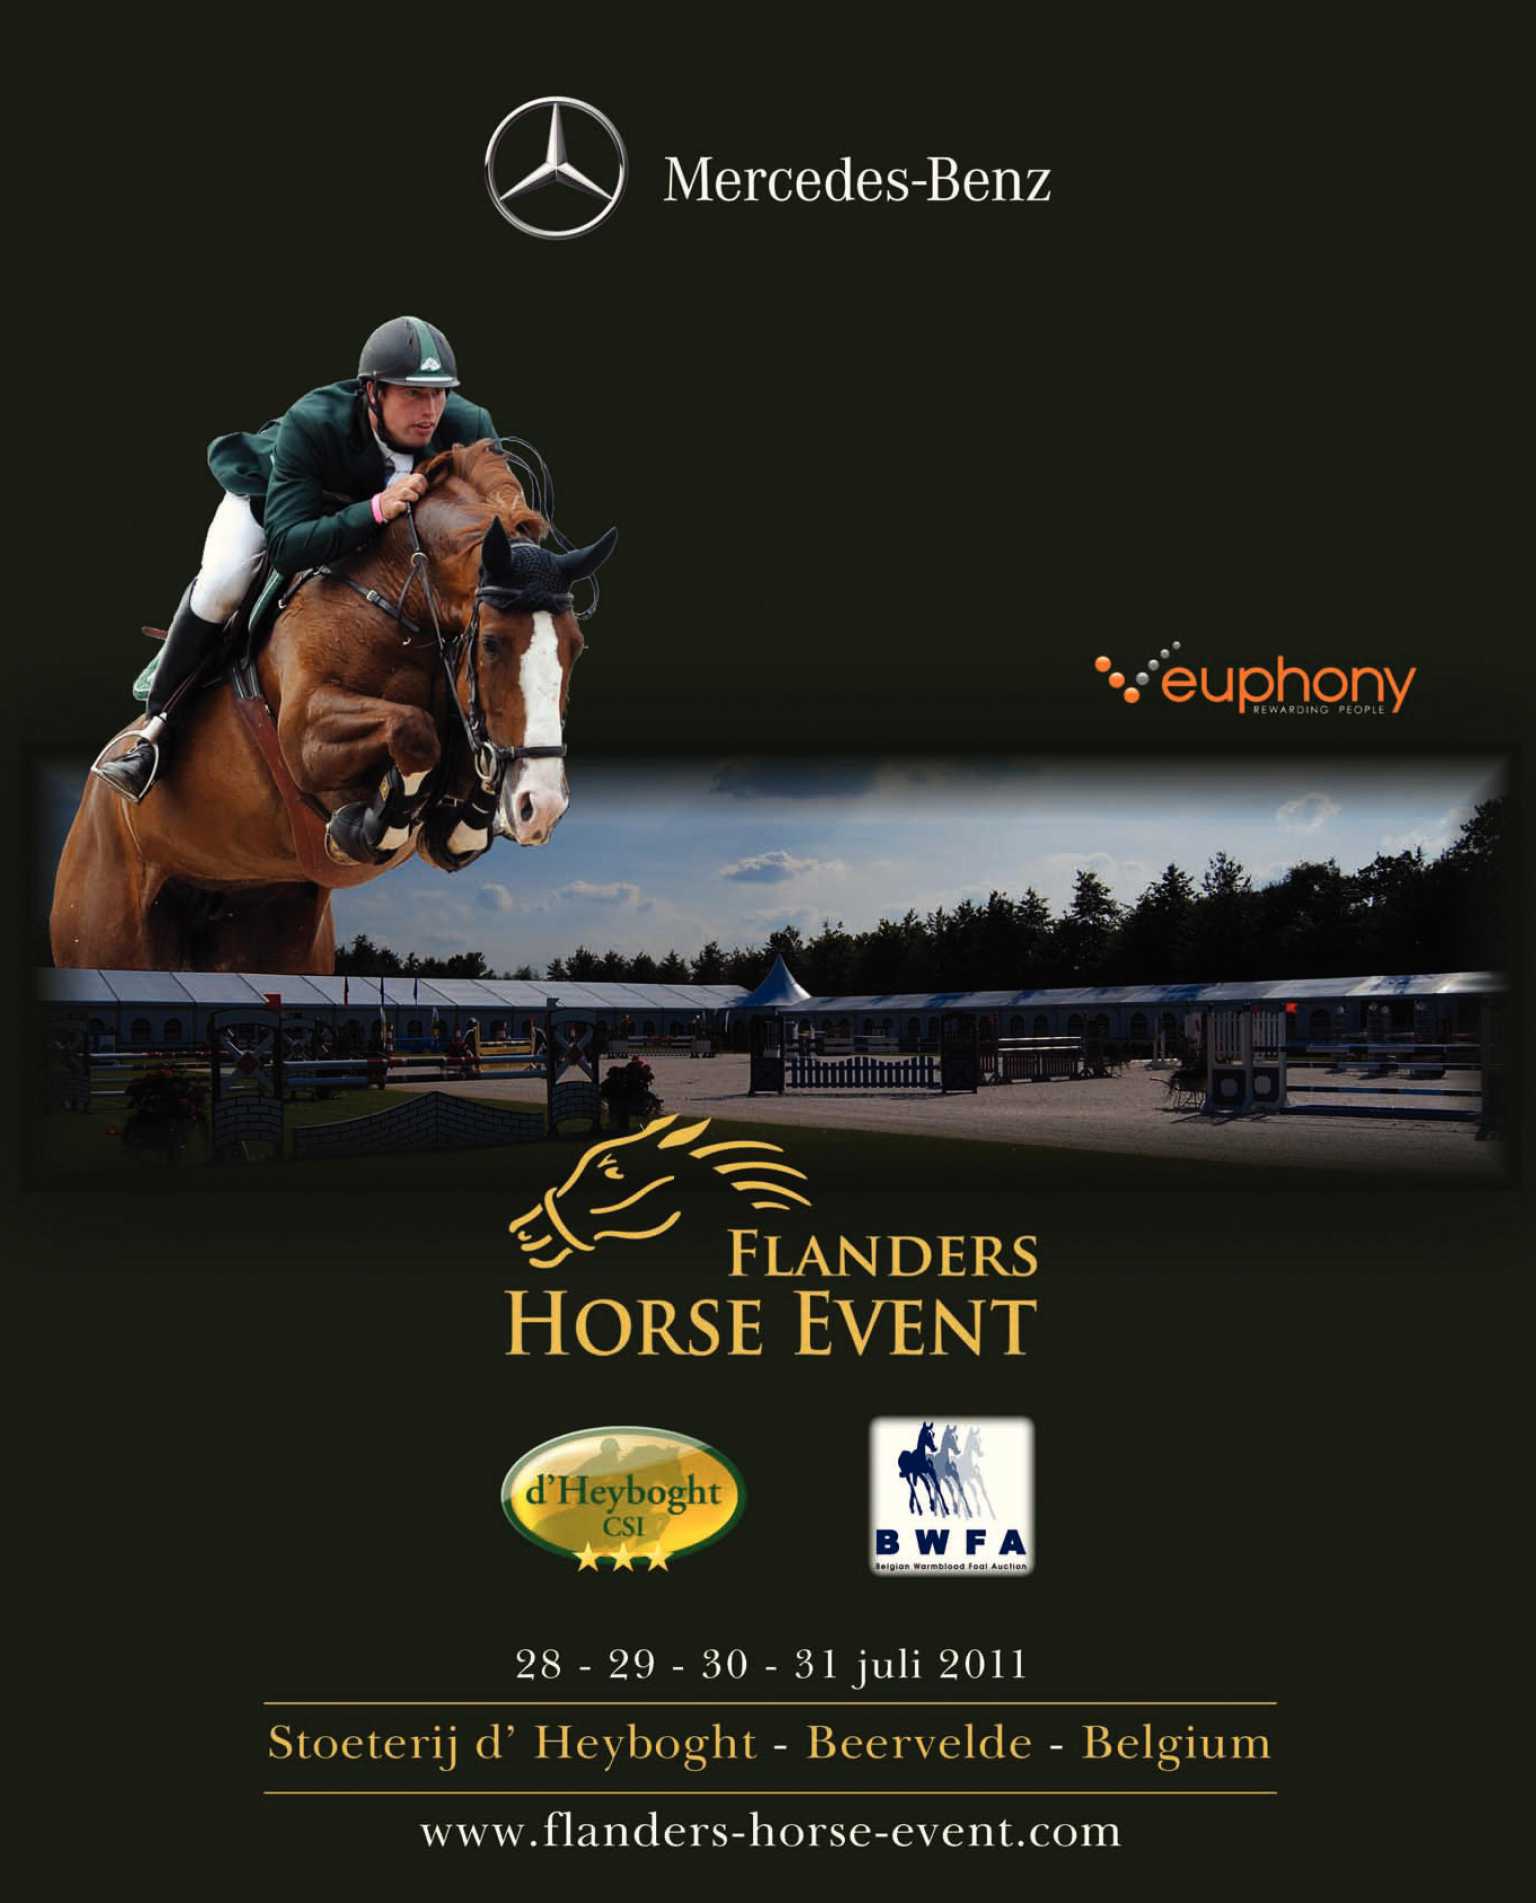 Mercedes-Benz
euphony
REWARDING PEOPLE
FLANDERS
HORSE EVENT
d'Heyboght
CSI
BWFA
Belgian Warmblood Foal Auction
28 - 29 - 30 - 31 juli 2011
Stoeterij d' Heyboght - Beervelde - Belgium
www.flanders-horse-event.com